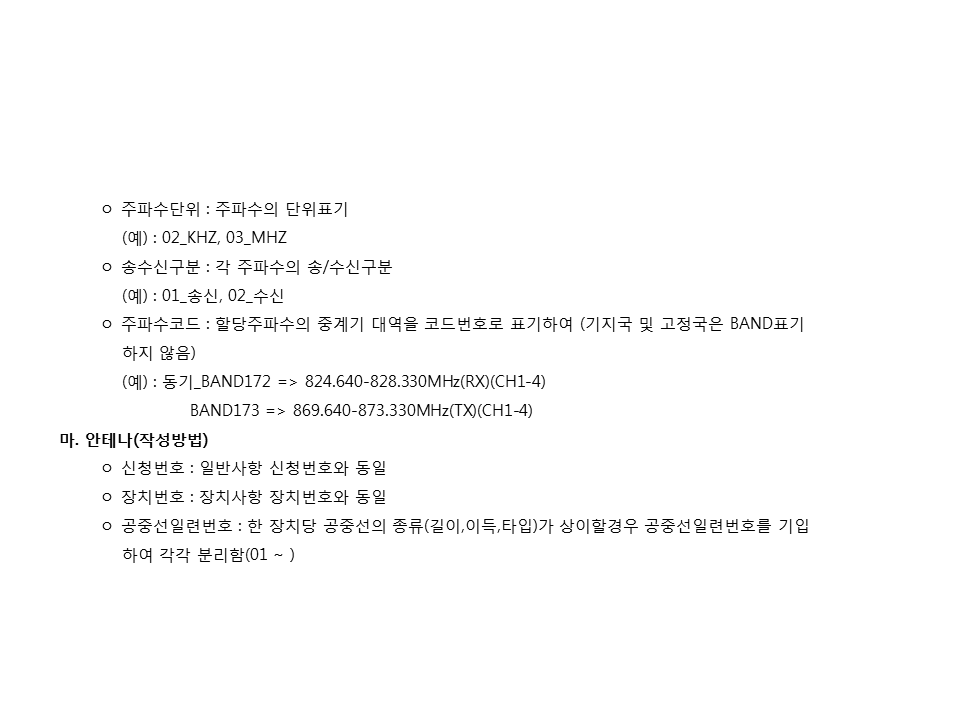 ㅇ 주파수단위 : 주파수의 단위표기
(예) : 02_KHZ, 03_MHZ
ㅇ 송수신구분 : 각 주파수의 송/수신구분
(예) : 01_송신, 02_수신
ㅇ 주파수코드 : 할당주파수의 중계기 대역을 코드번호로 표기하여 (기지국 및 고정국은 BAND표기
하지 않음)
(예) : 동기_BAND172 => 824.640-828.330MHz(RX)(CH1-4)
BAND173 => 869.640-873.330MHz(TX)(CH1-4)
마. 안테나(작성방법)
ㅇ 신청번호 : 일반사항 신청번호와 동일
ㅇ 장치번호 : 장치사항 장치번호와 동일
ㅇ 공중선일련번호 : 한 장치당 공중선의 종류(길이,이득,타입)가 상이할경우 공중선일련번호를 기입
하여 각각 분리함(01 ~ )